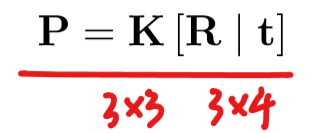 P = K [R | t]
3×3 3×4